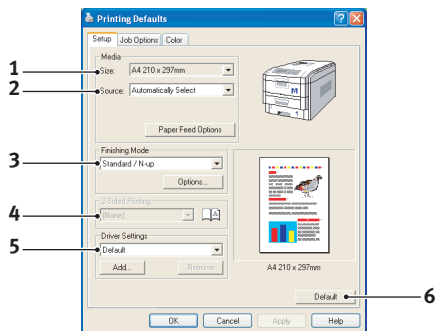 Printing Defaults
Setup Job Options Color
Media
1 Size: A4 210 x 297mm
2 Source: Automatically Select
Paper Feed Options
Finishing Mode
3 Standard / N-up
Options...
2-Sided Printing
4 (None) A
Driver Settings
5 Default
Add... Remove
M
1
A4 210 x 297mm
Default 6
OK Cancel Apply Help